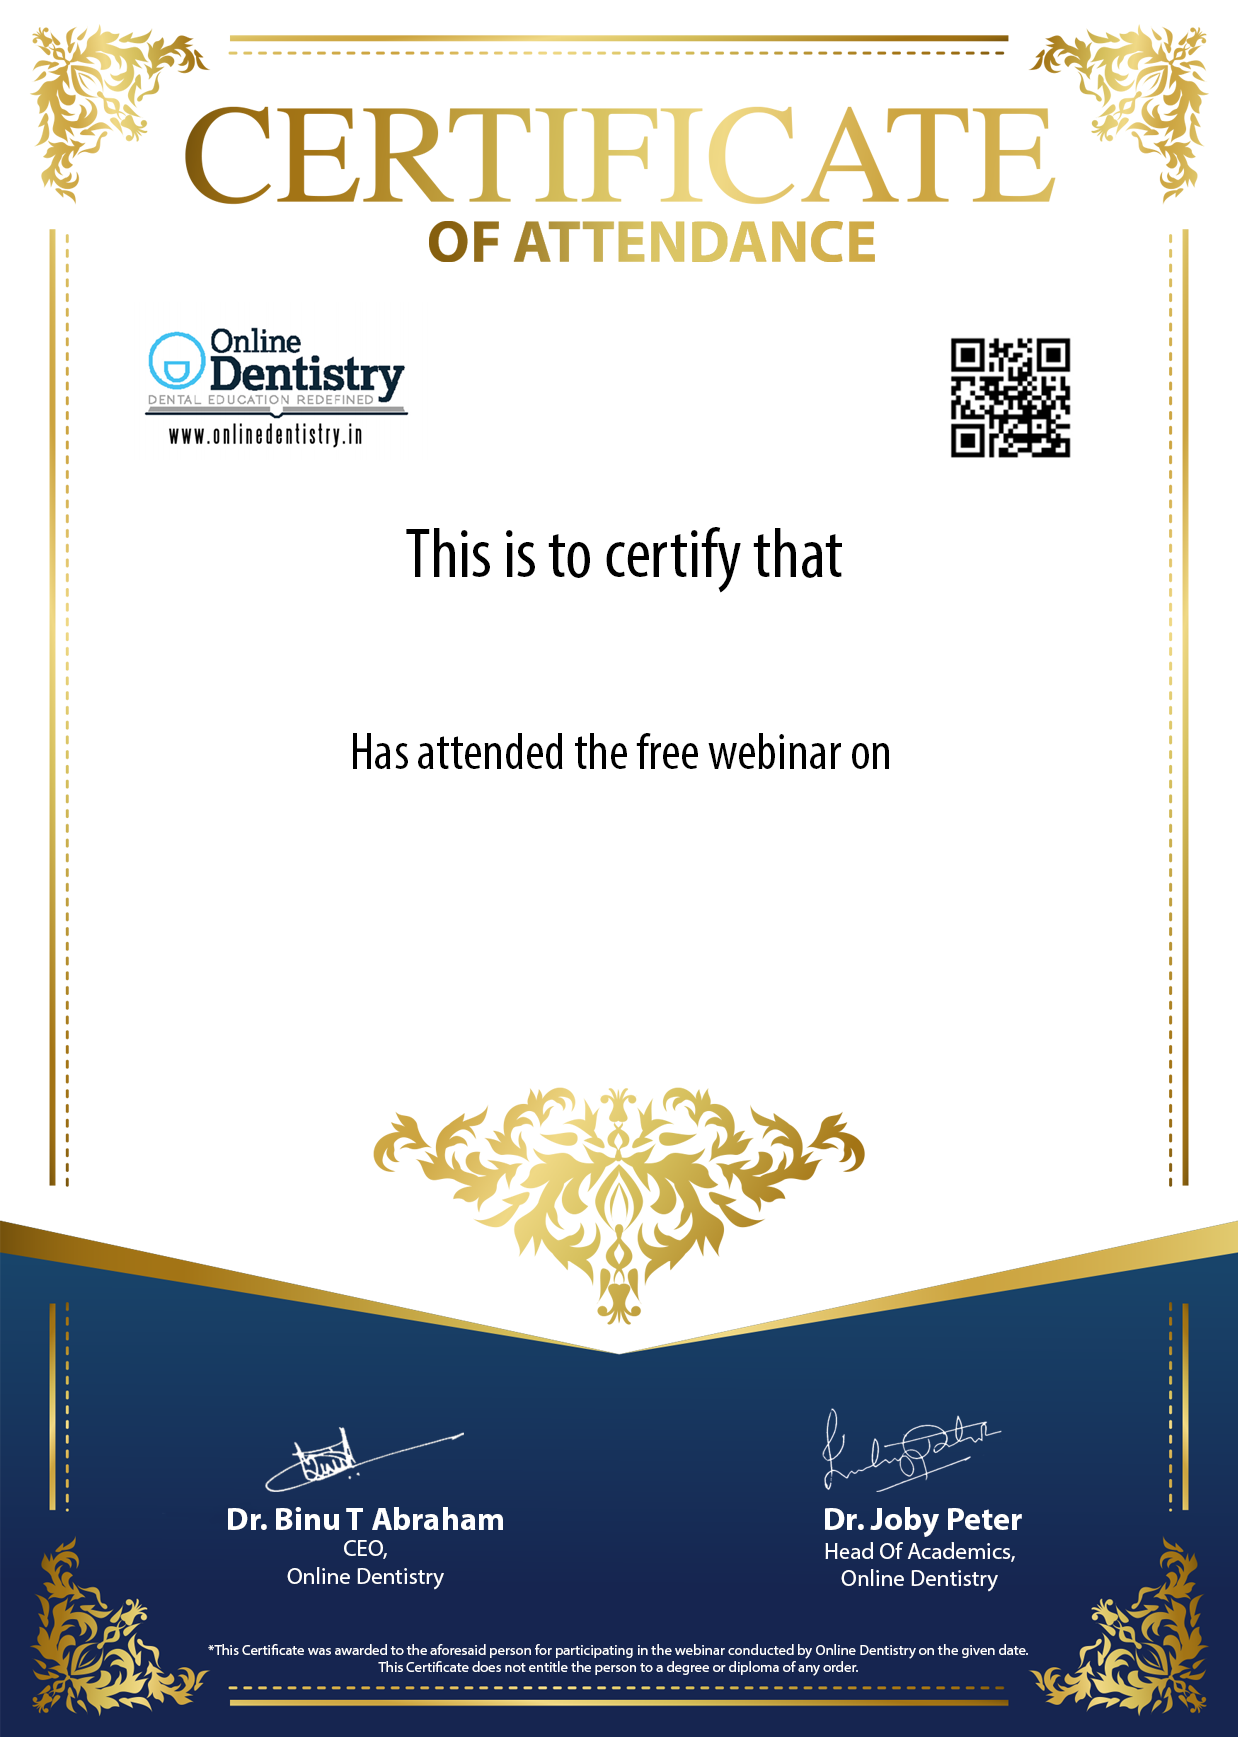 CERTIFICATE
OF ATTENDANCE
Online
Dentistry
DENTAL EDUCATION REDEFINED
www.onlinedentistry.in
This is to certify that
Has attended the free webinar on
Dr. Binu T Abraham
CEO,
Online Dentistry
Dr. Joby Peter
Head Of Academics,
Online Dentistry
*This Certificate was awarded to the aforesaid person for participating in the webinar conducted by Online Dentistry on the given date.
This Certificate does not entitle the person to a degree or diploma of any order.